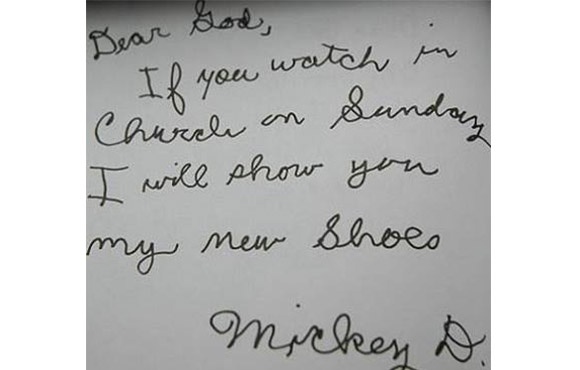 Dear God,
If you watch in
Church on Sunday
I will show you
my new Shoes
Mickey D.